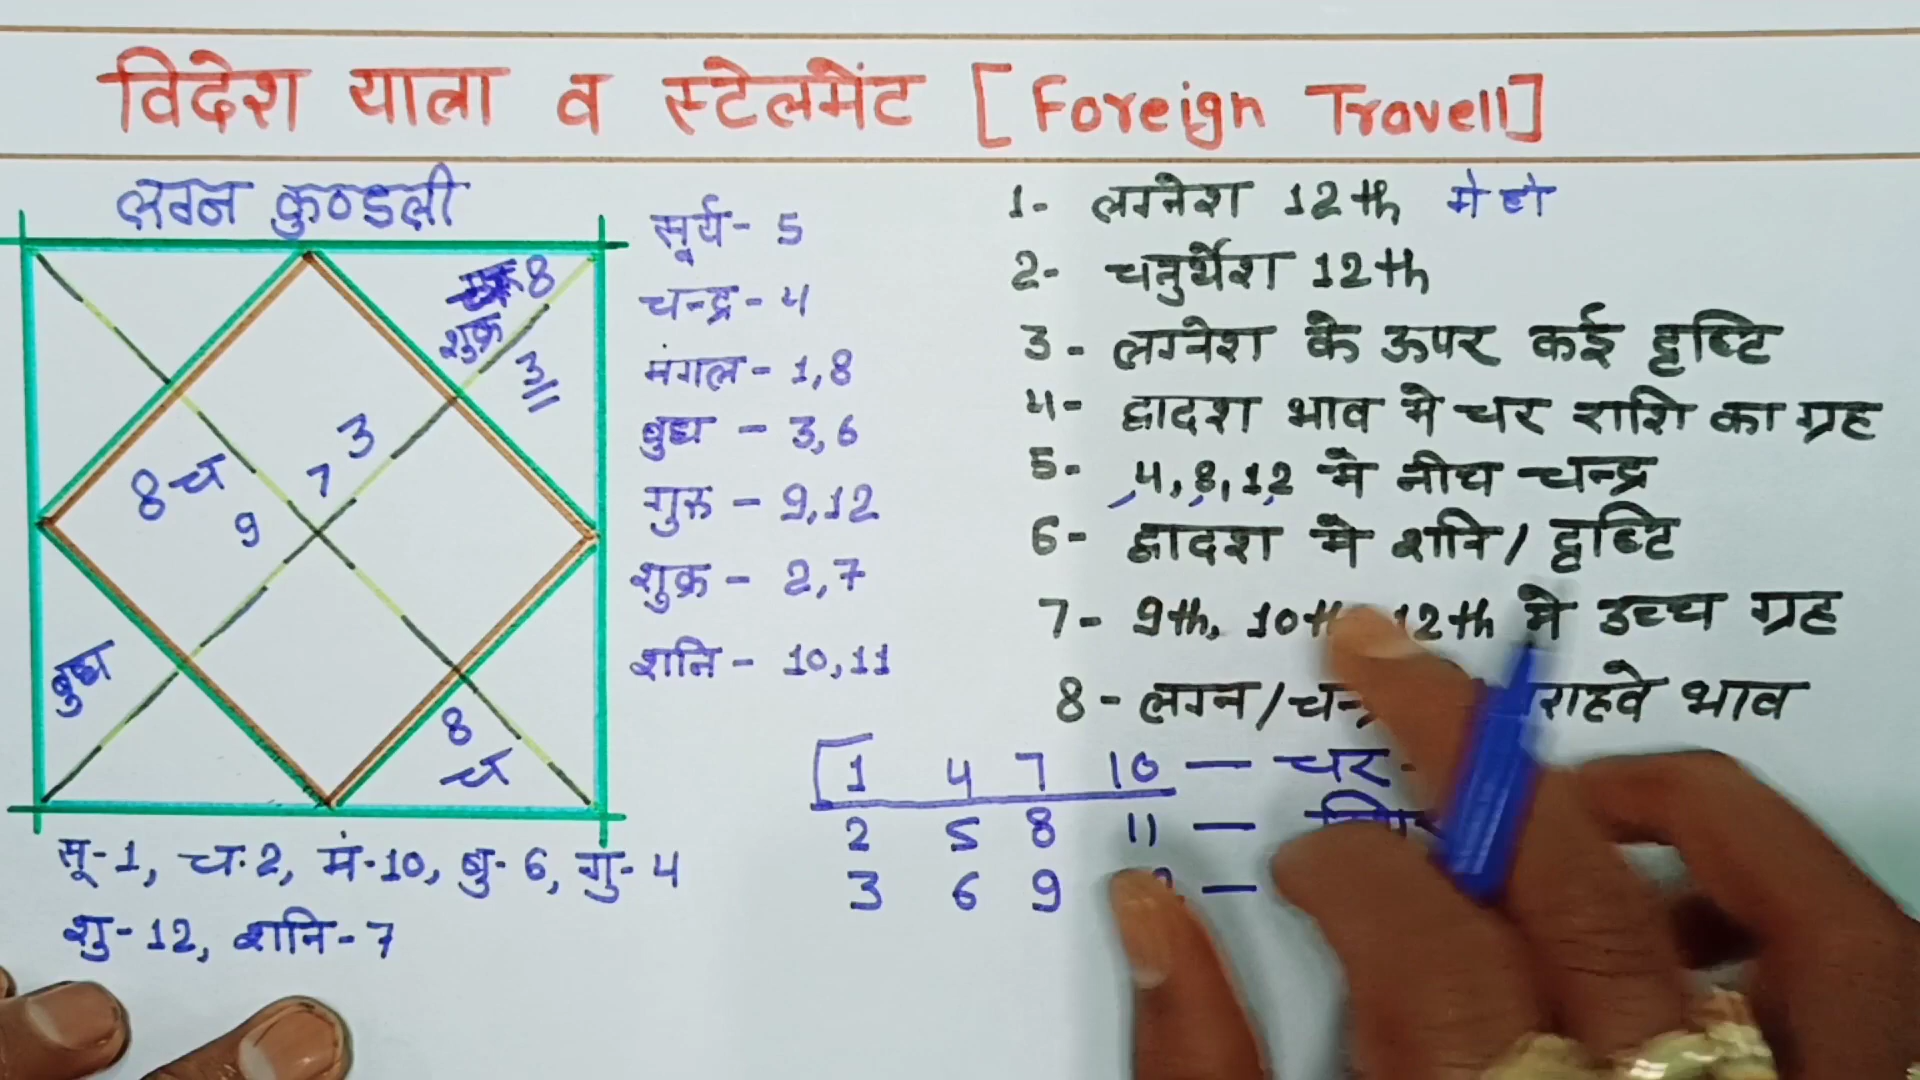 विदेश यात्रा व स्टेलमेंट [Foreign Travell]
लग्न कुण्डली
8
शुक्र
3
3
8 च
7
9
बुध
8
च
सू-1, च-2, मं-10, बु-6, गु-4
शु-12, शनि-7
सूर्य- 5
चन्द्र- 4
मंगल- 1,8
बुध - 3,6
गुरु - 9,12
शुक्र - 2,7
शनि - 10,11
1- लग्नेश 12th मे हो
2- चतुर्थेश 12th
3- लग्नेश के ऊपर कई दृष्टि
4- द्वादश भाव मे चर राशि का ग्रह
5- 4,8,12 मे नीच चन्द्र
6- द्वादश मे शनि/दृष्टि
7- 9th, 10th 12th मे उच्च ग्रह
8- लग्न/ भाव
1 4 7 10 — चर
2 5 8 11 —
3 6 9 —